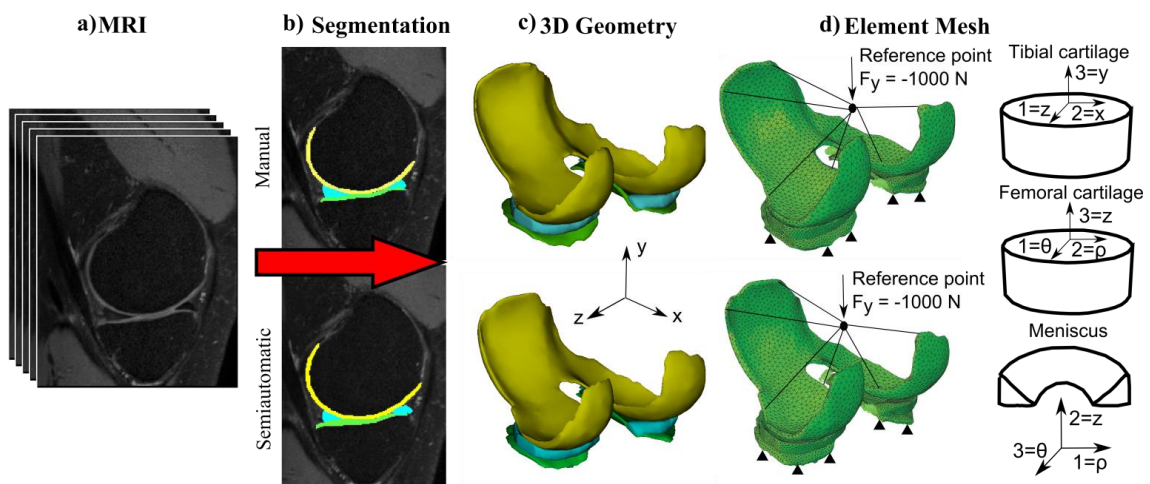 a) MRI
b) Segmentation
c) 3D Geometry
d) Element Mesh
Manual
Semiautomatic
y
z
x
Reference point
Fy = -1000 N
Reference point
Fy = -1000 N
Tibial cartilage
3=y
1=z
2=x
Femoral cartilage
3=z
1=θ
2=ρ
Meniscus
2=z
3=θ
1=ρ